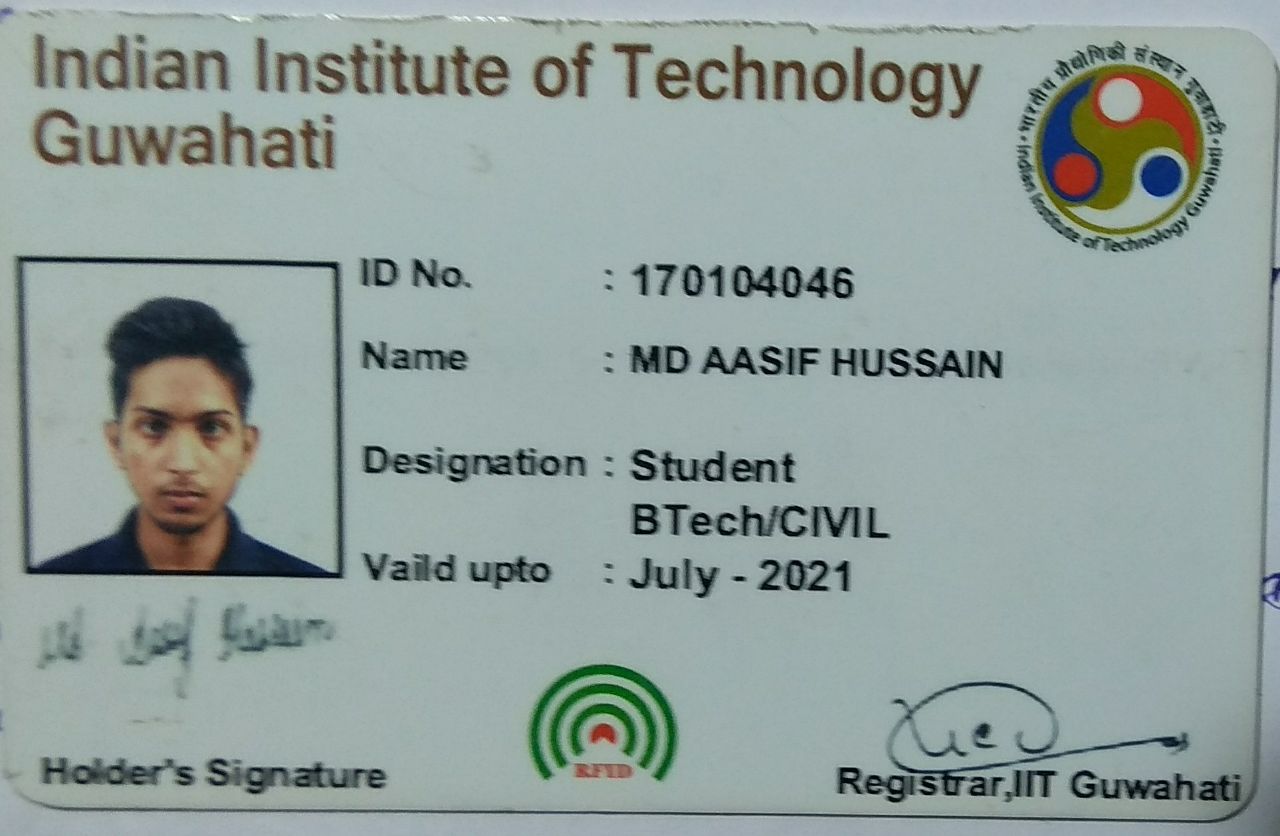 Indian Institute of Technology
Guwahati
भारतीय प्रौद्योगिकी संस्थान गुवाहाटी
Indian Institute of Technology Guwahati
ID No. : 170104046
Name : MD AASIF HUSSAIN
Designation : Student
BTech/CIVIL
Vaild upto : July - 2021
Md Aasif Hussain
RFID
Holder's Signature
Registrar,IIT Guwahati